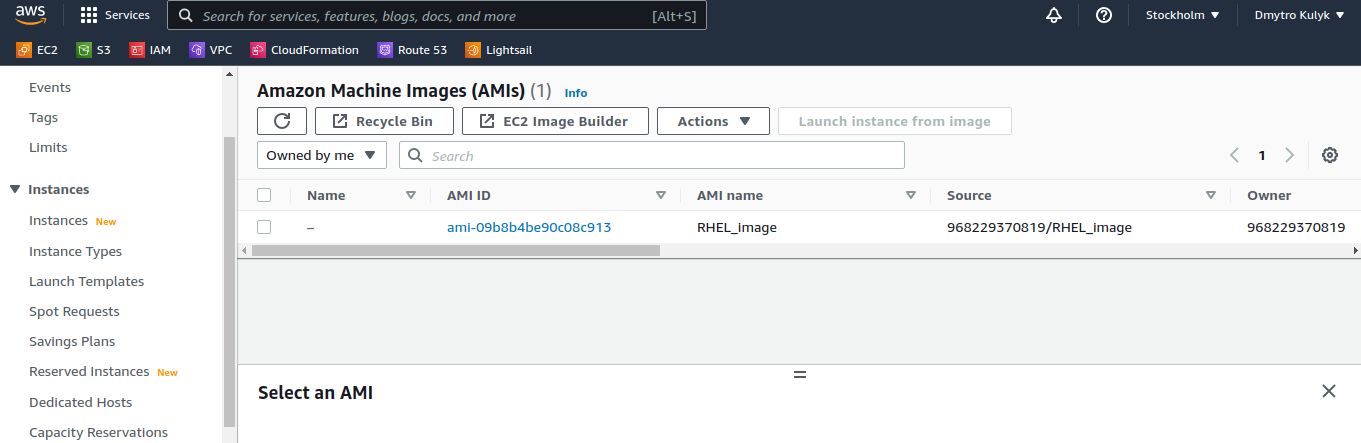 aws Services Search for services, features, blogs, docs, and more [Alt+S] Stockholm ▼ Dmytro Kulyk ▼
EC2 S3 IAM VPC CloudFormation Route 53 Lightsail
Events
Tags
Limits
Instances
Instances New
Instance Types
Launch Templates
Spot Requests
Savings Plans
Reserved Instances New
Dedicated Hosts
Capacity Reservations
Amazon Machine Images (AMIs) (1) Info
Recycle Bin EC2 Image Builder Actions ▼ Launch instance from image
Owned by me ▼ Search 1
Name AMI ID AMI name Source Owner
– ami-09b8b4be90c08c913 RHEL_image 968229370819/RHEL_image 968229370819
Select an AMI